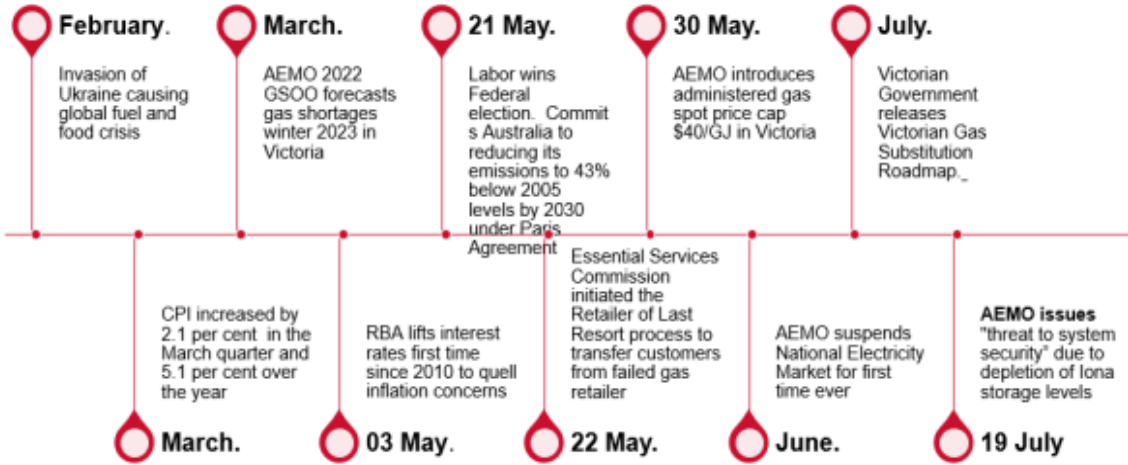 February.
Invasion of
Ukraine causing
global fuel and
food crisis
March.
AEMO 2022
GSOO forecasts
gas shortages
winter 2023 in
Victoria
21 May.
Labor wins
Federal
election.  Commit
s Australia to
reducing its
emissions to 43%
below 2005
levels by 2030
under Paris
Agreement
30 May.
AEMO introduces
administered gas
spot price cap
$40/GJ in Victoria
July.
Victorian
Government
releases
Victorian Gas
Substitution
Roadmap._
CPI increased by
2.1 per cent  in the
March quarter and
5.1 per cent over
the year
March.
RBA lifts interest
rates first time
since 2010 to quell
inflation concerns
03 May.
Essential Services
Commission
initiated the
Retailer of Last
Resort process to
transfer customers
from failed gas
retailer
22 May.
AEMO suspends
National Electricity
Market for first
time ever
June.
AEMO issues
"threat to system
security" due to
depletion of Iona
storage levels
19 July